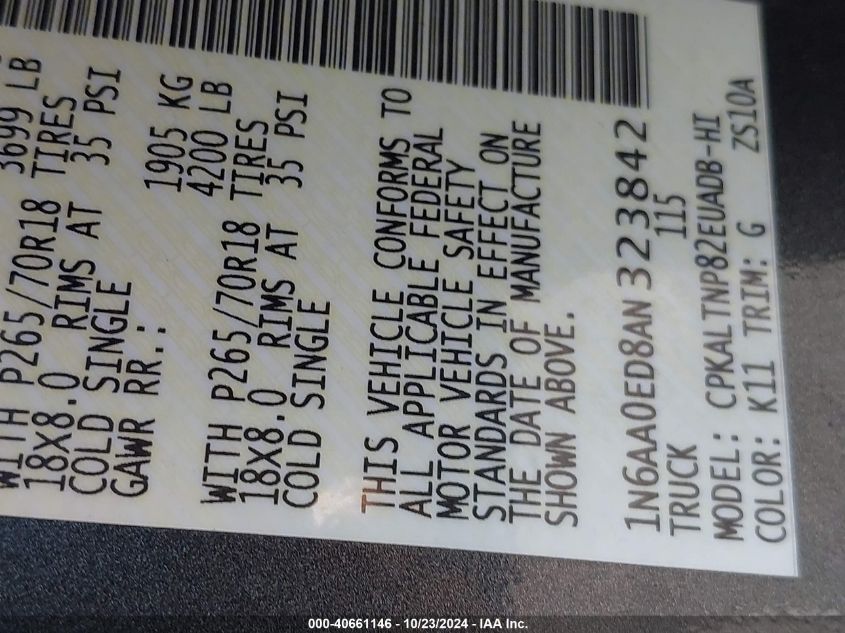 3699 LB
WITH P265/70R18 TIRES
18X8.0 RIMS AT 35 PSI
COLD SINGLE
GAWR RR.: 1905 KG
4200 LB
WITH P265/70R18 TIRES
18X8.0 RIMS AT 35 PSI
COLD SINGLE
THIS VEHICLE CONFORMS TO
ALL APPLICABLE FEDERAL
MOTOR VEHICLE SAFETY
STANDARDS IN EFFECT ON
THE DATE OF MANUFACTURE
SHOWN ABOVE.
1N6AA0ED8AN323842
TRUCK 115
MODEL: CPKALTNP82EUADB-HI
COLOR: K11 TRIM: G ZS10A
000-40661146 - 10/23/2024 - IAA Inc.